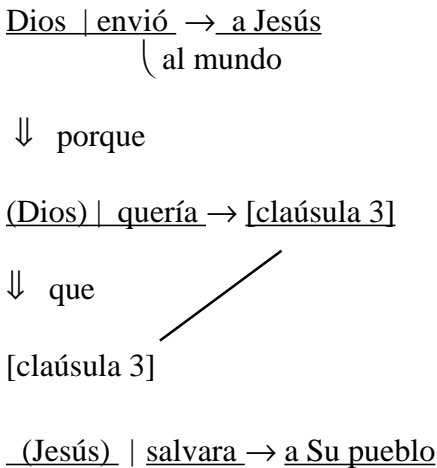 Dios | envió → a Jesús
al mundo
⇓ porque
(Dios) | quería → [claúsula 3]
⇓ que
[claúsula 3]
(Jesús) | salvara → a Su pueblo